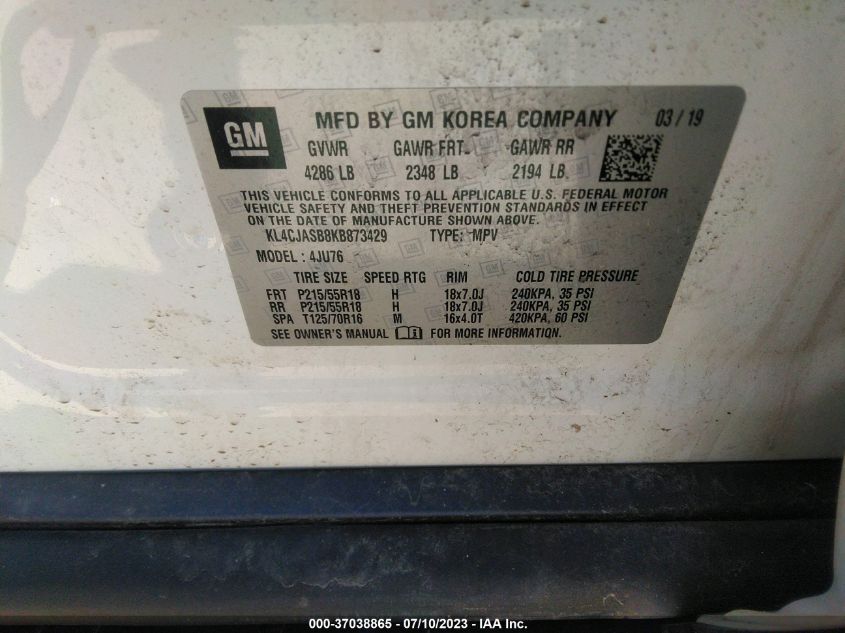 GM
MFD BY GM KOREA COMPANY 03 / 19
GVWR GAWR FRT GAWR RR
4286 LB 2348 LB 2194 LB
THIS VEHICLE CONFORMS TO ALL APPLICABLE U.S. FEDERAL MOTOR
VEHICLE SAFETY AND THEFT PREVENTION STANDARDS IN EFFECT
ON THE DATE OF MANUFACTURE SHOWN ABOVE.
KL4CJASB8KB873429 TYPE: MPV
MODEL : 4JU76
TIRE SIZE SPEED RTG RIM COLD TIRE PRESSURE
FRT P215/55R18 H 18x7.0J 240KPA, 35 PSI
RR P215/55R18 H 18x7.0J 240KPA, 35 PSI
SPA T125/70R16 M 16x4.0T 420KPA, 60 PSI
SEE OWNER'S MANUAL FOR MORE INFORMATION.
000-37038865 - 07/10/2023 - IAA Inc.